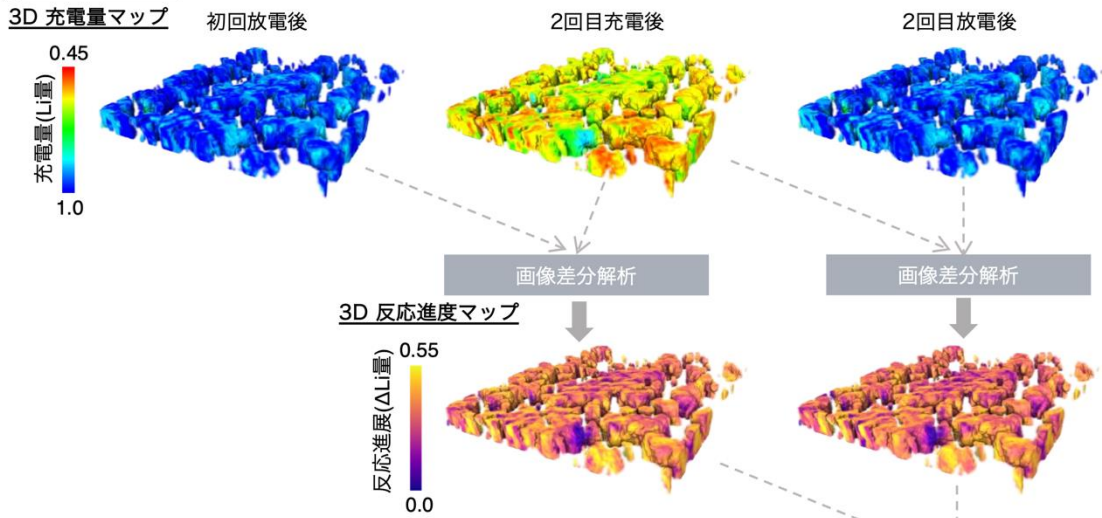 3D 充電量マップ
初回放電後
2回目充電後
2回目放電後
0.45
充電量(Li量)
1.0
画像差分解析
画像差分解析
3D 反応進度マップ
0.55
反応進展(ΔLi量)
0.0